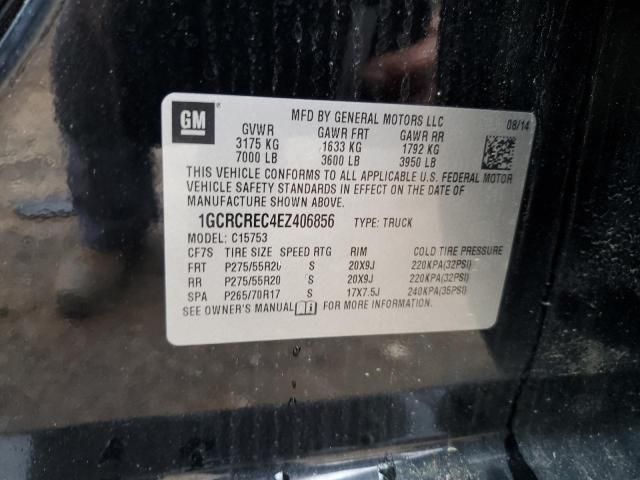 GM
MFD BY GENERAL MOTORS LLC
08/14
GVWR GAWR FRT GAWR RR
3175 KG 1633 KG 1792 KG
7000 LB 3600 LB 3950 LB
THIS VEHICLE CONFORMS TO ALL APPLICABLE U.S. FEDERAL MOTOR
VEHICLE SAFETY STANDARDS IN EFFECT ON THE DATE OF
MANUFACTURE SHOWN ABOVE.
1GCRCREC4EZ406856 TYPE: TRUCK
MODEL: C15753
CF7S TIRE SIZE SPEED RTG RIM COLD TIRE PRESSURE
FRT P275/55R20 S 20X9J 220KPA(32PSI)
RR P275/55R20 S 20X9J 220KPA(32PSI)
SPA P265/70R17 S 17X7.5J 240KPA(35PSI)
SEE OWNER'S MANUAL FOR MORE INFORMATION.